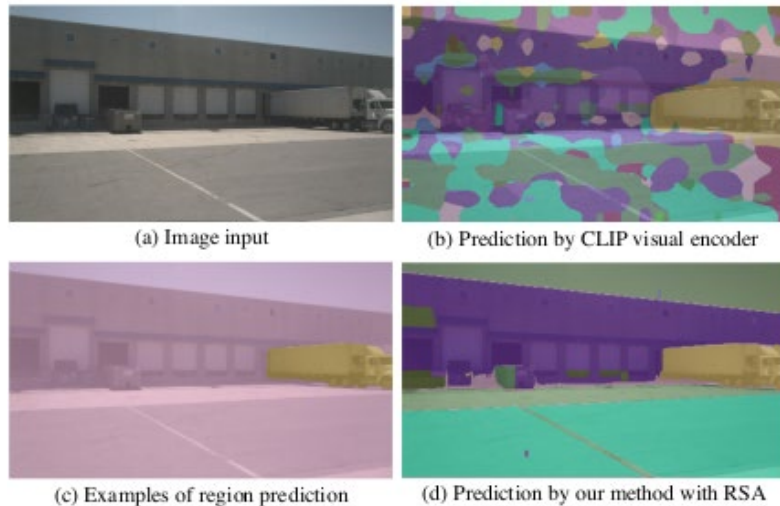 (a) Image input
(b) Prediction by CLIP visual encoder
(c) Examples of region prediction
(d) Prediction by our method with RSA